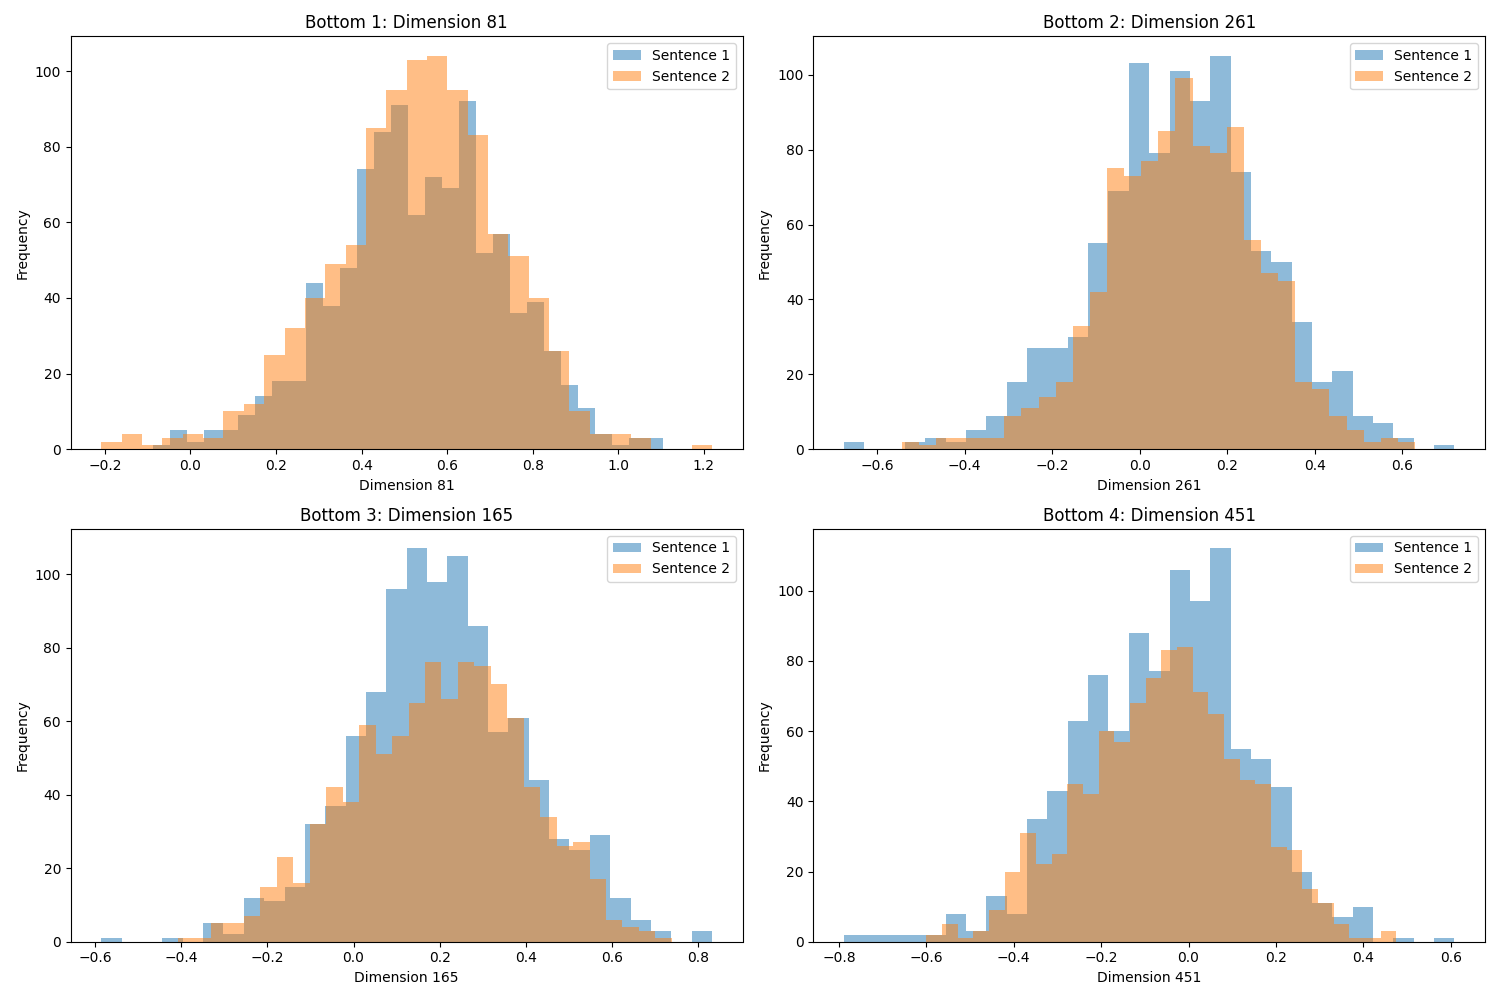 Bottom 1: Dimension 81
Sentence 1
Sentence 2
Frequency
100
80
60
40
20
0
−0.2 0.0 0.2 0.4 0.6 0.8 1.0 1.2
Dimension 81
Bottom 2: Dimension 261
Sentence 1
Sentence 2
Frequency
100
80
60
40
20
0
−0.6 −0.4 −0.2 0.0 0.2 0.4 0.6
Dimension 261
Bottom 3: Dimension 165
Sentence 1
Sentence 2
Frequency
100
80
60
40
20
0
−0.6 −0.4 −0.2 0.0 0.2 0.4 0.6 0.8
Dimension 165
Bottom 4: Dimension 451
Sentence 1
Sentence 2
Frequency
100
80
60
40
20
0
−0.8 −0.6 −0.4 −0.2 0.0 0.2 0.4 0.6
Dimension 451